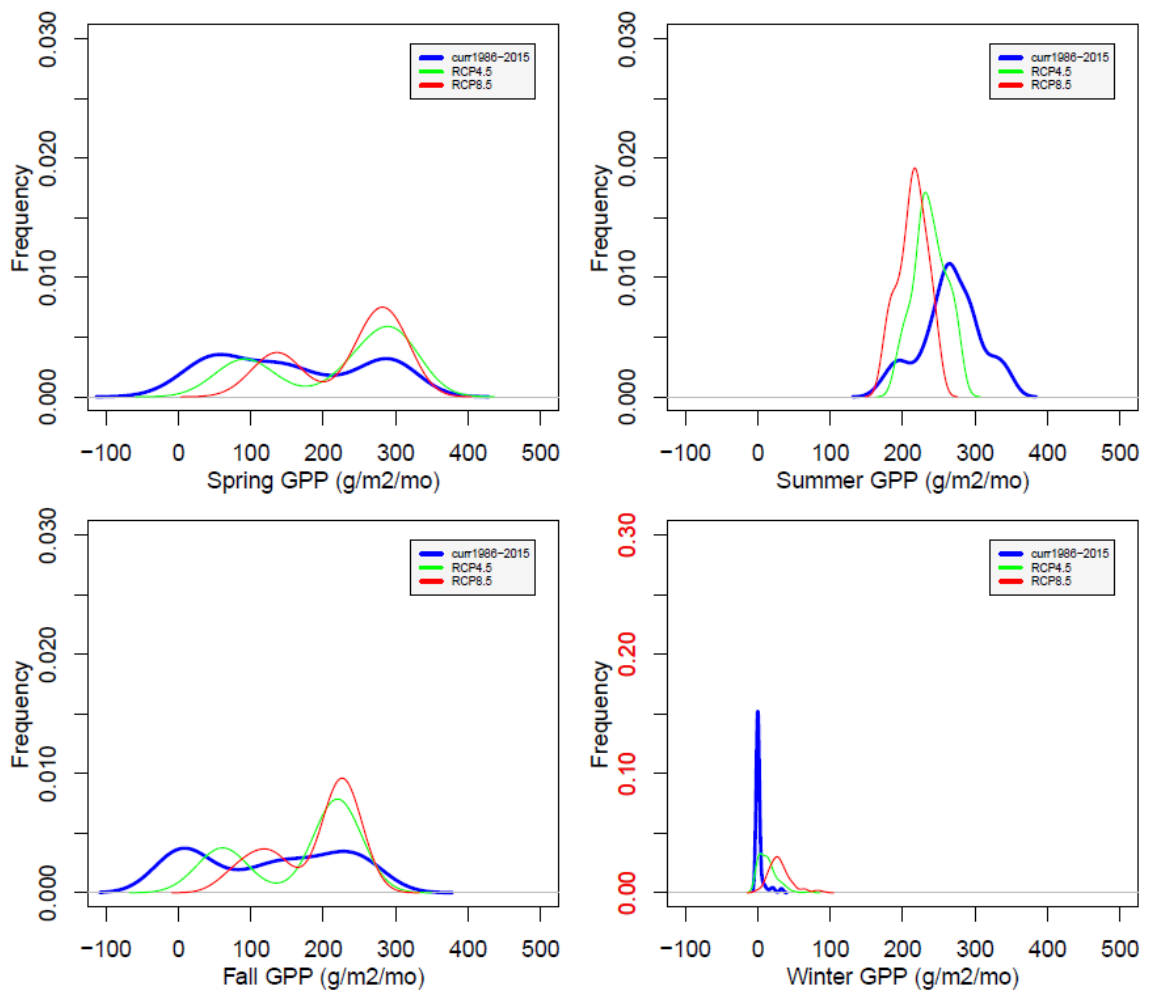 0.030
0.020
0.010
0.000
Frequency
curr1986-2015
RCP4.5
RCP8.5
−100 0 100 200 300 400 500
Spring GPP (g/m2/mo)
0.030
0.020
0.010
0.000
Frequency
curr1986-2015
RCP4.5
RCP8.5
−100 0 100 200 300 400 500
Summer GPP (g/m2/mo)
0.030
0.020
0.010
0.000
Frequency
curr1986-2015
RCP4.5
RCP8.5
−100 0 100 200 300 400 500
Fall GPP (g/m2/mo)
0.30
0.20
0.10
0.00
Frequency
curr1986-2015
RCP4.5
RCP8.5
−100 0 100 200 300 400 500
Winter GPP (g/m2/mo)